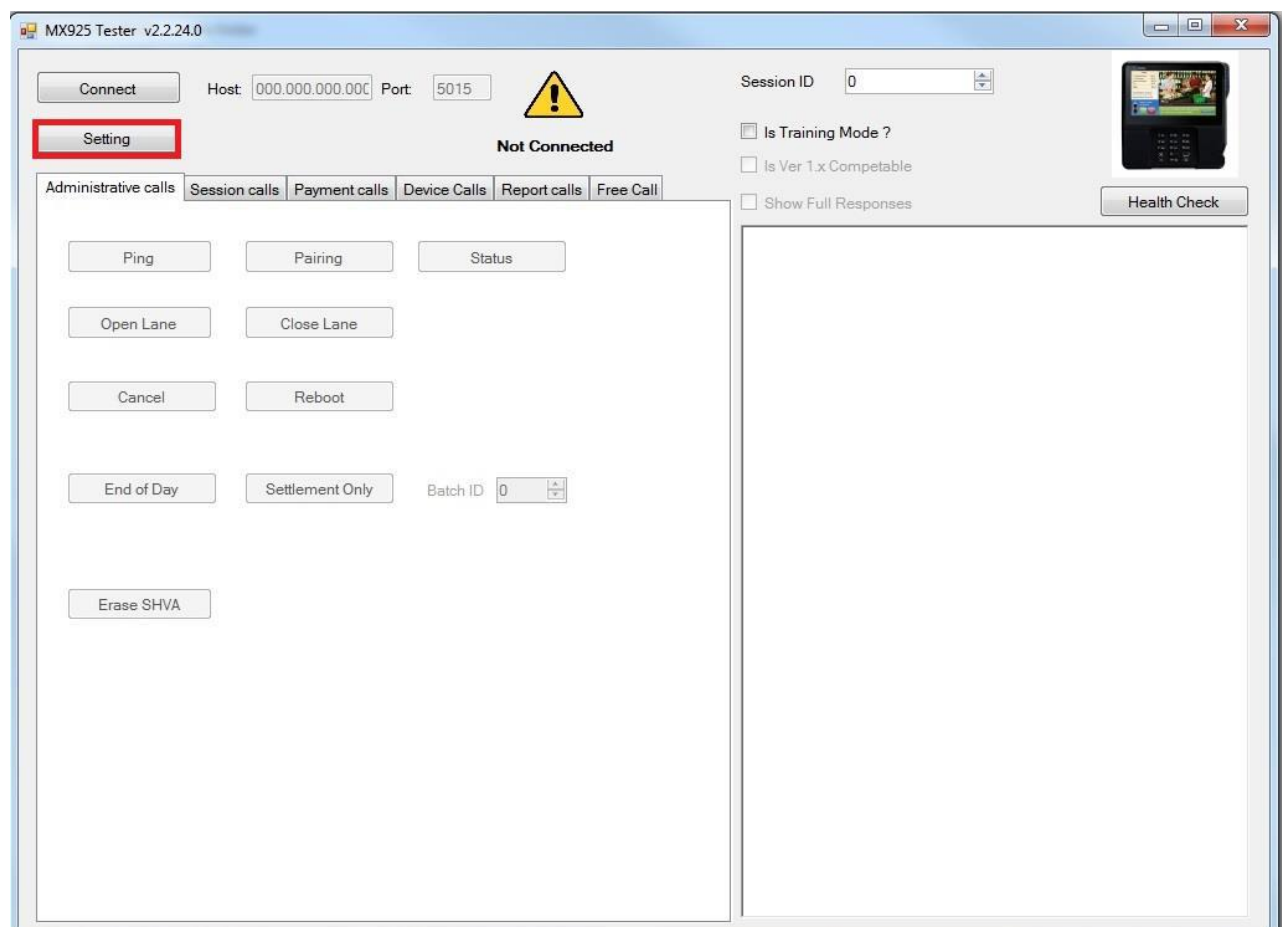 MX925 Tester v2.2.24.0
Connect Host: 000.000.000.00C Port: 5015
Setting
Not Connected
Session ID 0
Is Training Mode ?
Is Ver 1.x Competable
Show Full Responses
Health Check
Administrative calls Session calls Payment calls Device Calls Report calls Free Call
Ping Pairing Status
Open Lane Close Lane
Cancel Reboot
End of Day Settlement Only Batch ID 0
Erase SHVA